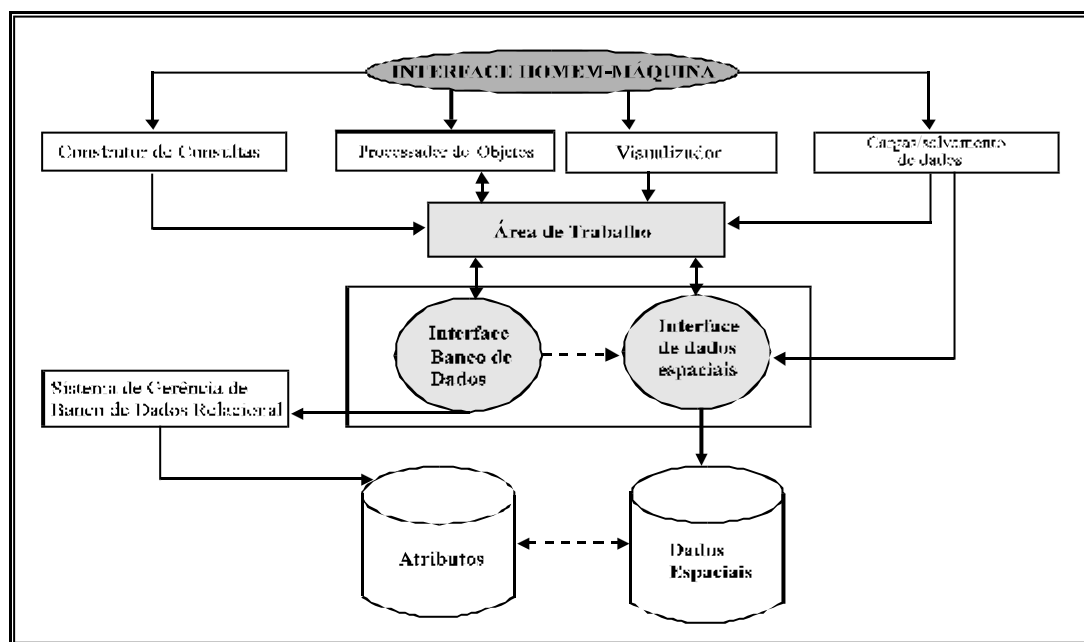 INTERFACE HOMEM-MÁQUINA
Construtor de Consultas
Processador de Objetos
Visualizador
Cargas/salvamento
de dados
Área de Trabalho
Interface
Banco de
Dados
Interface
de dados
espaciais
Sistema de Gerência de
Banco de Dados Relacional
Atributos
Dados
Espaciais